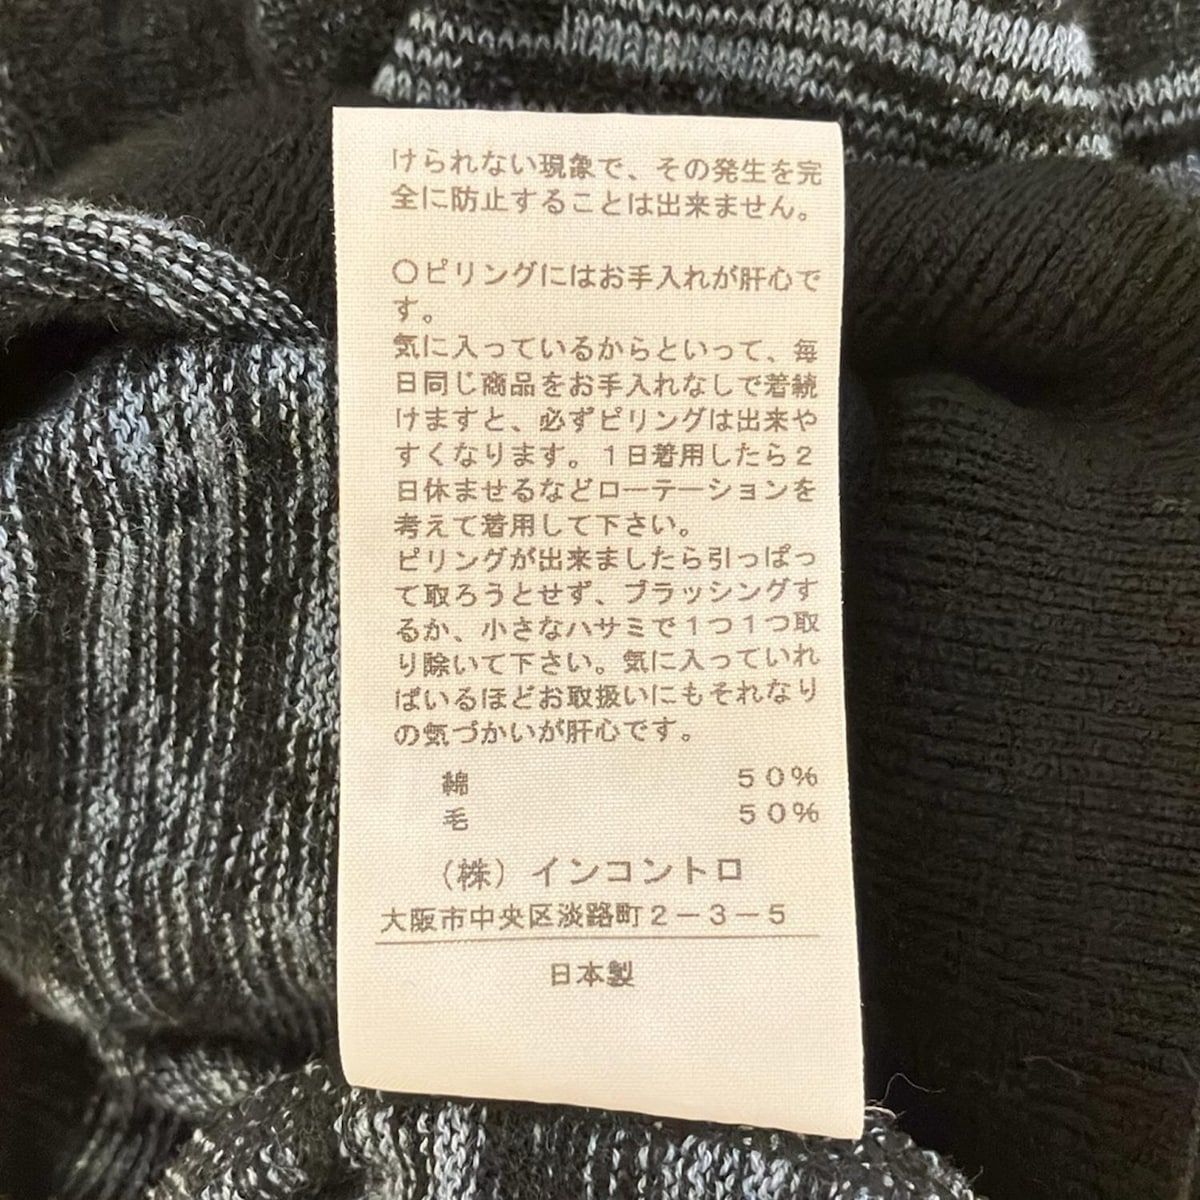 けられない現象で、その発生を完
全に防止することは出来ません。
〇ピリングにはお手入れが肝心で
す。
気に入っているからといって、毎
日同じ商品をお手入れなしで着続
けますと、必ずピリングは出来や
すくなります。1日着用したら2
日休ませるなどローテーションを
考えて着用して下さい。
ピリングが出来ましたら引っぱっ
て取ろうとせず、ブラッシングす
るか、小さなハサミで1つ1つ取
り除いて下さい。気に入っていれ
ばいるほどお取扱いにもそれなり
の気づかいが肝心です。
綿 50%
毛 50%
(株)インコントロ
大阪市中央区淡路町2-3-5
日本製